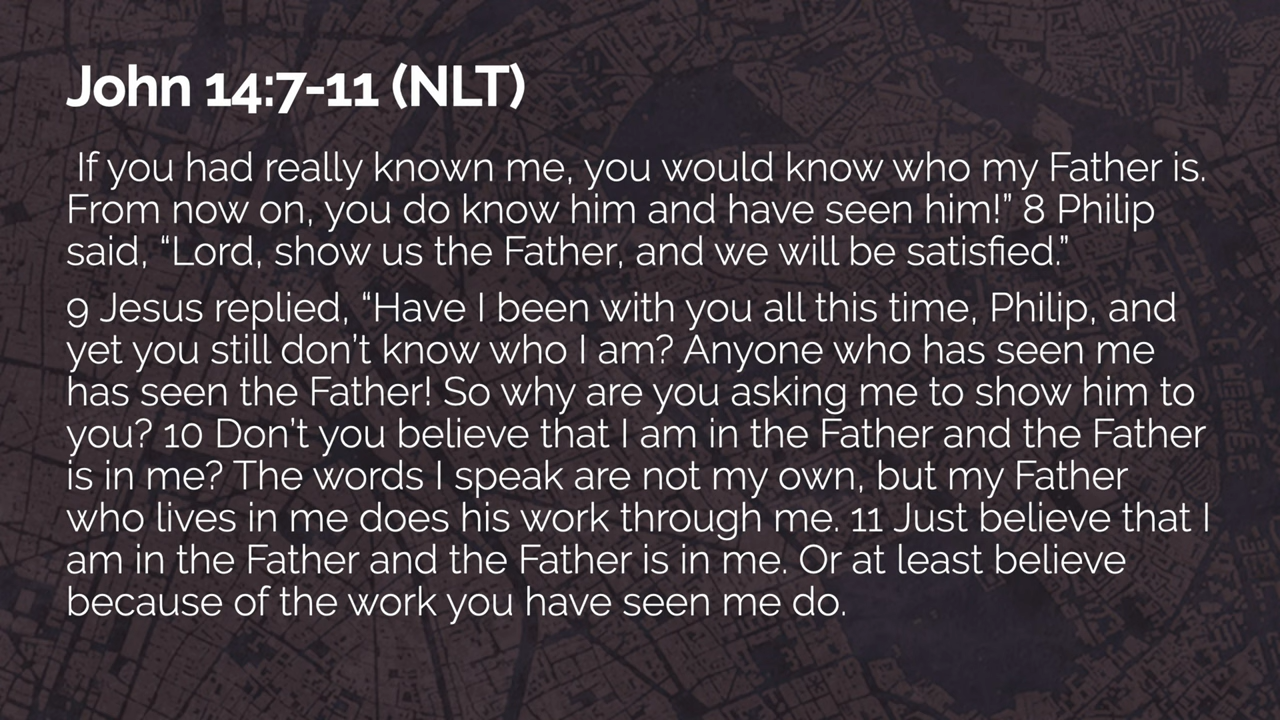 John 14:7-11 (NLT)
If you had really known me, you would know who my Father is.
From now on, you do know him and have seen him!” 8 Philip
said, “Lord, show us the Father, and we will be satisfied.”
9 Jesus replied, “Have I been with you all this time, Philip, and
yet you still don’t know who I am? Anyone who has seen me
has seen the Father! So why are you asking me to show him to
you? 10 Don’t you believe that I am in the Father and the Father
is in me? The words I speak are not my own, but my Father
who lives in me does his work through me. 11 Just believe that I
am in the Father and the Father is in me. Or at least believe
because of the work you have seen me do.